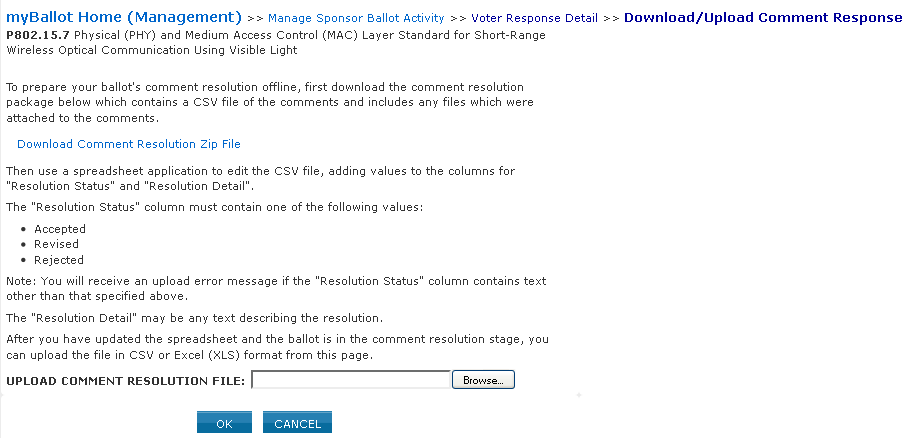 myBallot Home (Management) >> Manage Sponsor Ballot Activity >> Voter Response Detail >> Download/Upload Comment Response
P802.15.7 Physical (PHY) and Medium Access Control (MAC) Layer Standard for Short-Range
Wireless Optical Communication Using Visible Light
To prepare your ballot's comment resolution offline, first download the comment resolution
package below which contains a CSV file of the comments and includes any files which were
attached to the comments.
Download Comment Resolution Zip File
Then use a spreadsheet application to edit the CSV file, adding values to the columns for
"Resolution Status" and "Resolution Detail".
The "Resolution Status" column must contain one of the following values:
• Accepted
• Revised
• Rejected
Note: You will receive an upload error message if the "Resolution Status" column contains text
other than that specified above.
The "Resolution Detail" may be any text describing the resolution.
After you have updated the spreadsheet and the ballot is in the comment resolution stage, you
can upload the file in CSV or Excel (XLS) format from this page.
UPLOAD COMMENT RESOLUTION FILE: Browse...
OK CANCEL